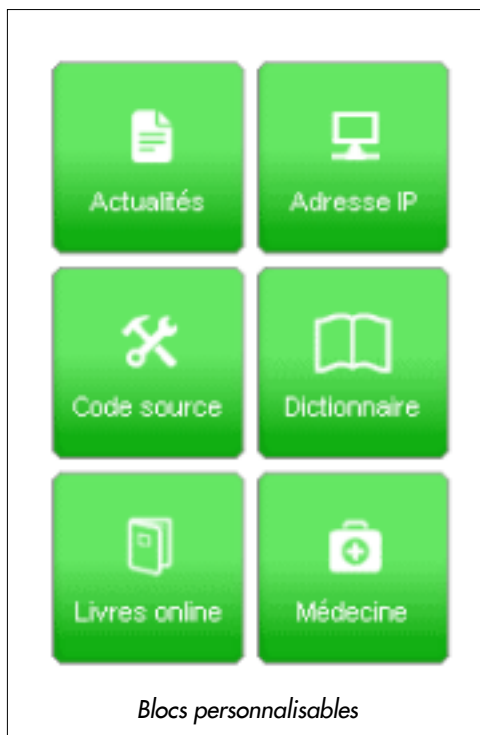 Actualités
Adresse IP
Code source
Dictionnaire
Livres online
Médecine
Blocs personnalisables